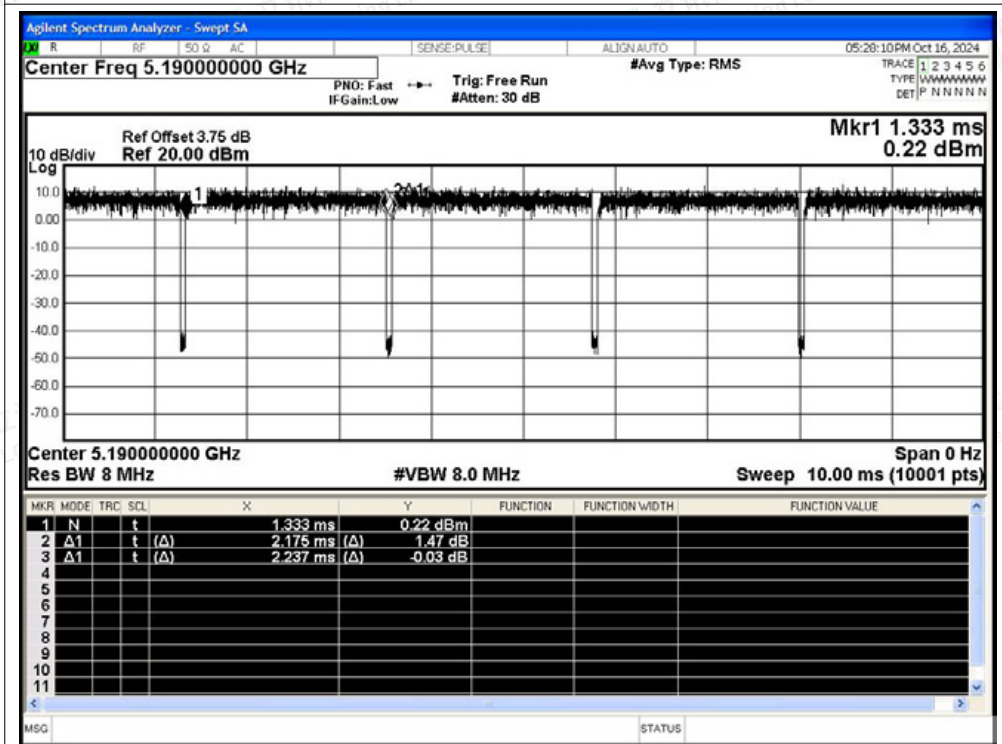 Agilent Spectrum Analyzer - Swept SA
LXI R RF 50 Ω AC SENSE:PULSE ALIGN AUTO 05:28:10 PM Oct 16, 2024
Center Freq 5.190000000 GHz #Avg Type: RMS TRACE 1 2 3 4 5 6
PNO: Fast Trig: Free Run TYPE WWWWWW
IFGain:Low #Atten: 30 dB DET P N N N N N
Mkr1 1.333 ms
Ref Offset 3.75 dB
10 dB/div Ref 20.00 dBm 0.22 dBm
Log
10.0
1
0.00
-10.0
-20.0
-30.0
-40.0
-50.0
-60.0
-70.0
Center 5.190000000 GHz Span 0 Hz
Res BW 8 MHz #VBW 8.0 MHz Sweep 10.00 ms (10001 pts)
MKR MODE TRC SCL X Y FUNCTION FUNCTION WIDTH FUNCTION VALUE
1 N t 1.333 ms 0.22 dBm
2 Δ1 t (Δ) 2.175 ms (Δ) 1.47 dB
3 Δ1 t (Δ) 2.237 ms (Δ) -0.03 dB
4
5
6
7
8
9
10
11
MSG STATUS